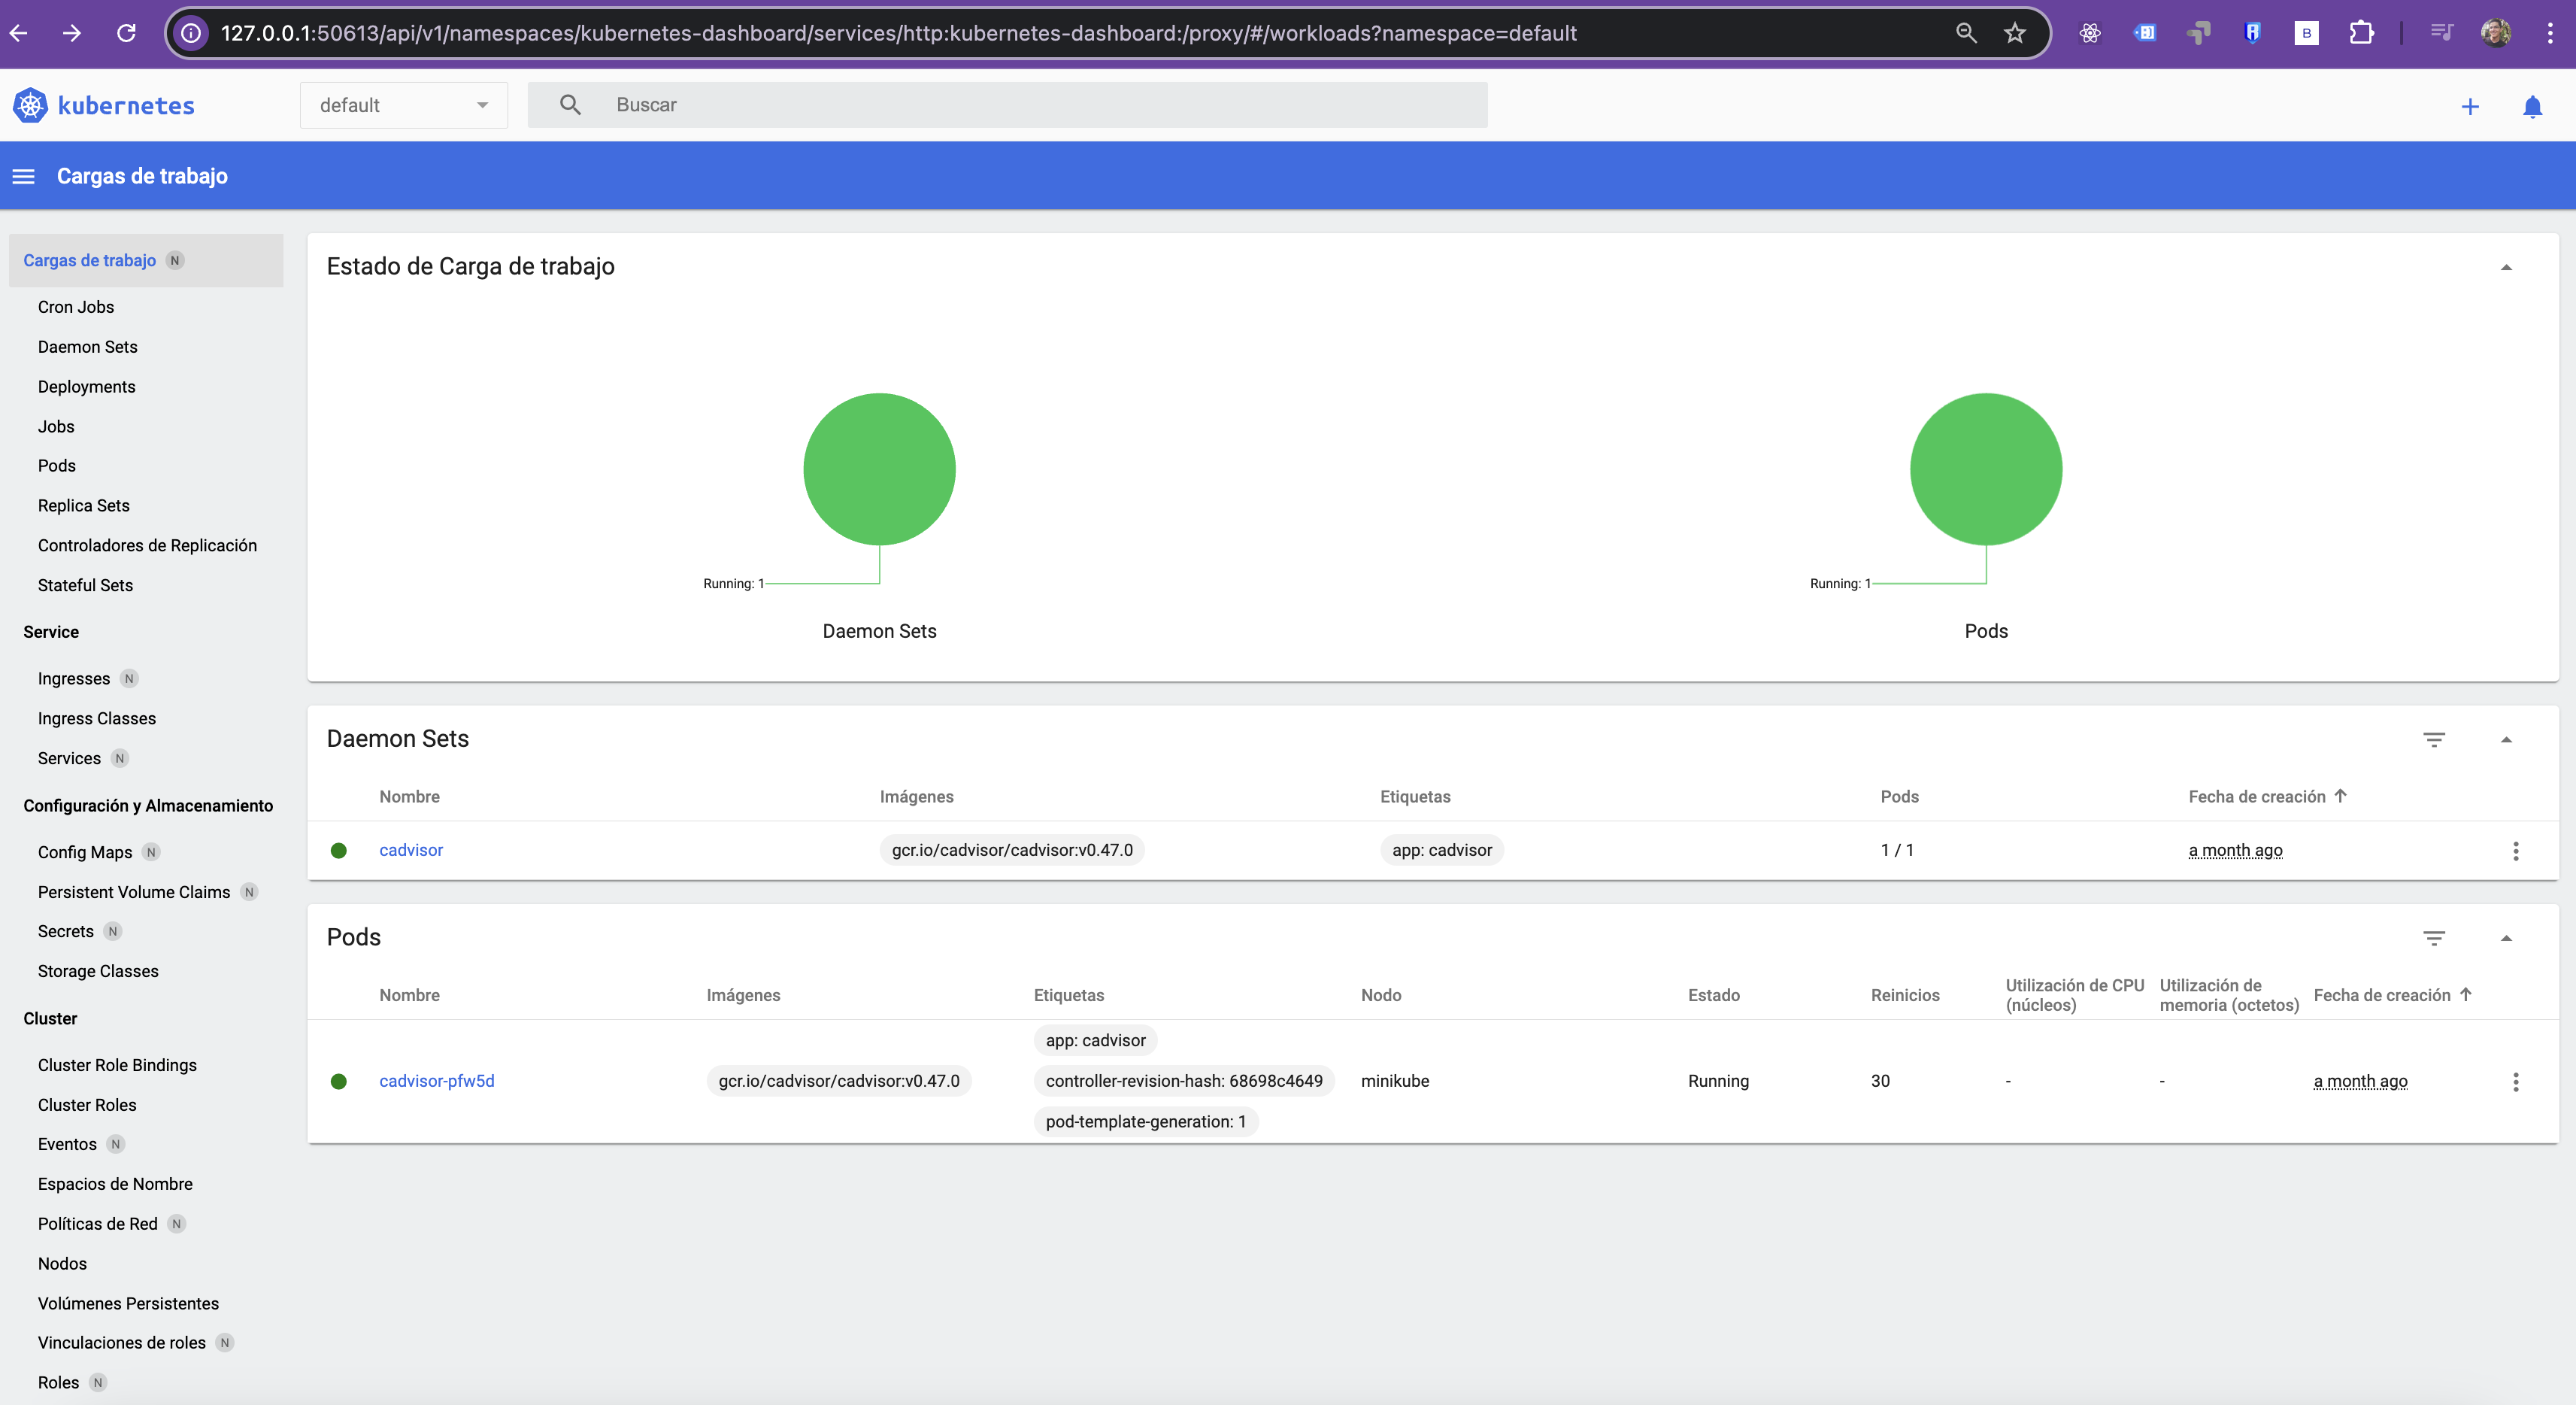 127.0.0.1:50613/api/v1/namespaces/kubernetes-dashboard/services/http:kubernetes-dashboard:/proxy/#/workloads?namespace=default
B
kubernetes
default
Buscar
Cargas de trabajo
Cargas de trabajo N
Cron Jobs
Daemon Sets
Deployments
Jobs
Pods
Replica Sets
Controladores de Replicación
Stateful Sets
Service
Ingresses N
Ingress Classes
Services N
Configuración y Almacenamiento
Config Maps N
Persistent Volume Claims N
Secrets N
Storage Classes
Cluster
Cluster Role Bindings
Cluster Roles
Eventos N
Espacios de Nombre
Políticas de Red N
Nodos
Volúmenes Persistentes
Vinculaciones de roles N
Roles N
Estado de Carga de trabajo
Running: 1
Daemon Sets
Running: 1
Pods
Daemon Sets
Nombre Imágenes Etiquetas Pods Fecha de creación
cadvisor gcr.io/cadvisor/cadvisor:v0.47.0 app: cadvisor 1 / 1 a month ago
Pods
Nombre Imágenes Etiquetas Nodo Estado Reinicios Utilización de CPU (núcleos) Utilización de memoria (octetos) Fecha de creación
app: cadvisor
cadvisor-pfw5d gcr.io/cadvisor/cadvisor:v0.47.0 controller-revision-hash: 68698c4649 minikube Running 30 - - a month ago
pod-template-generation: 1